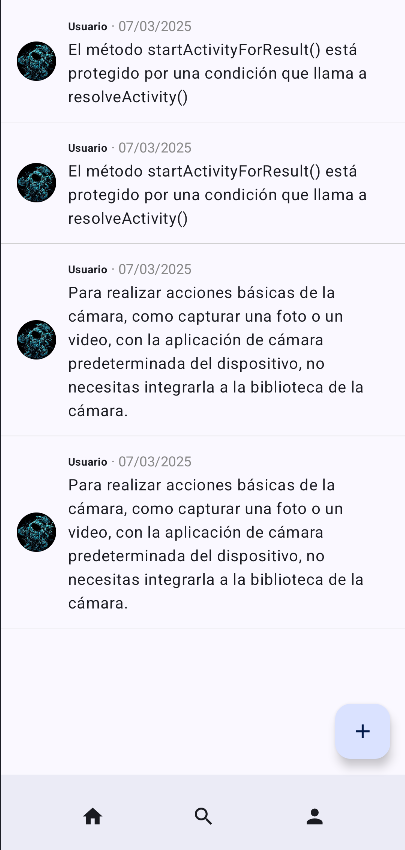 Usuario · 07/03/2025
El método startActivityForResult() está
protegido por una condición que llama a
resolveActivity()
Usuario · 07/03/2025
El método startActivityForResult() está
protegido por una condición que llama a
resolveActivity()
Usuario · 07/03/2025
Para realizar acciones básicas de la
cámara, como capturar una foto o un
video, con la aplicación de cámara
predeterminada del dispositivo, no
necesitas integrarla a la biblioteca de la
cámara.
Usuario · 07/03/2025
Para realizar acciones básicas de la
cámara, como capturar una foto o un
video, con la aplicación de cámara
predeterminada del dispositivo, no
necesitas integrarla a la biblioteca de la
cámara.